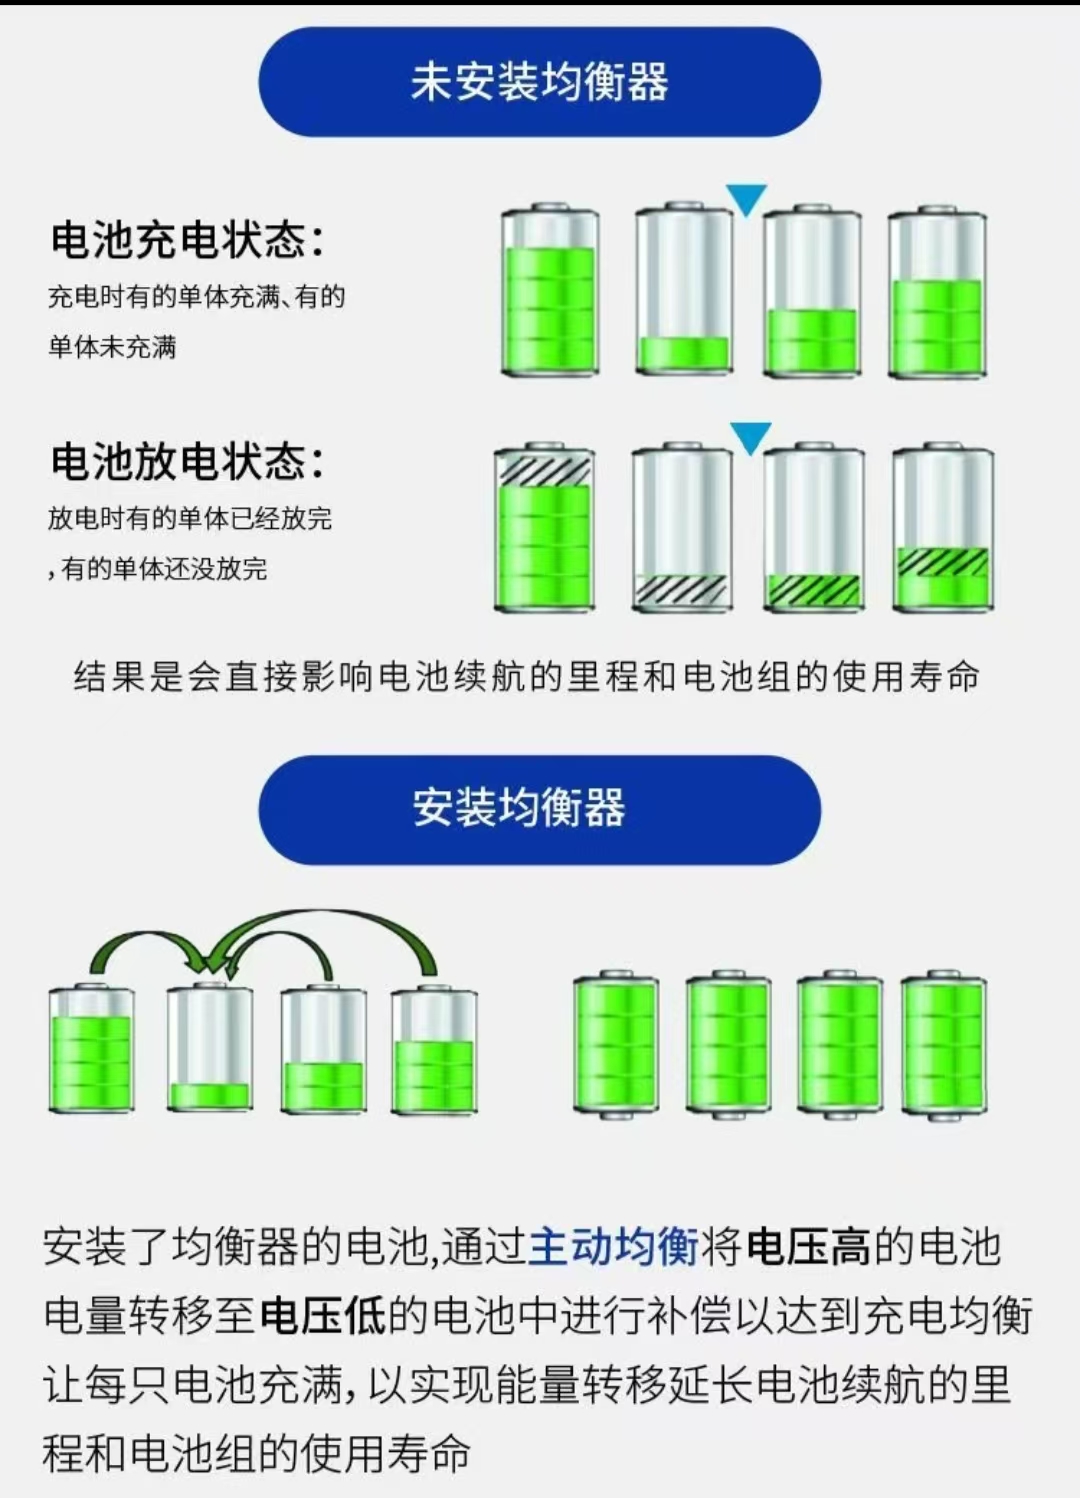 未安装均衡器
电池充电状态：
充电时有的单体充满、有的
单体未充满
电池放电状态：
放电时有的单体已经放完
，有的单体还没放完
结果是会直接影响电池续航的里程和电池组的使用寿命
安装均衡器
安装了均衡器的电池,通过主动均衡将电压高的电池
电量转移至电压低的电池中进行补偿以达到充电均衡
让每只电池充满，以实现能量转移延长电池续航的里
程和电池组的使用寿命